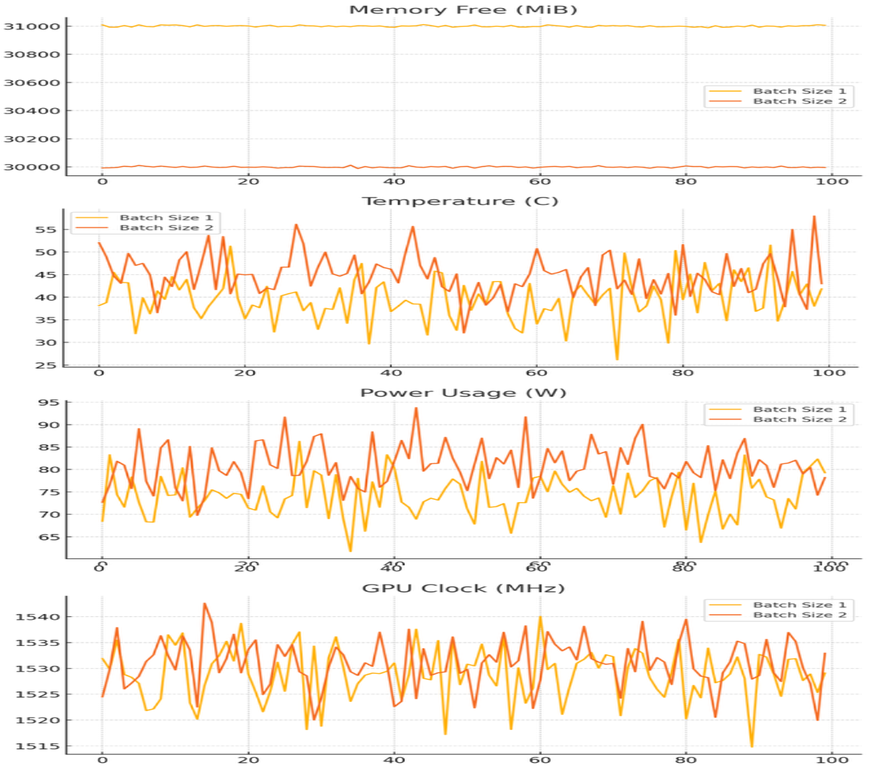 Memory Free (MiB)
31000
30800
30600
30400
30200
30000
Batch Size 1
Batch Size 2
0 20 40 60 80 100
Temperature (C)
Batch Size 1
Batch Size 2
55
50
45
40
35
30
25
0 20 40 60 80 100
Power Usage (W)
95
90
85
80
75
70
65
Batch Size 1
Batch Size 2
0 20 40 60 80 100
GPU Clock (MHz)
1540
1535
1530
1525
1520
1515
Batch Size 1
Batch Size 2
0 20 40 60 80 100